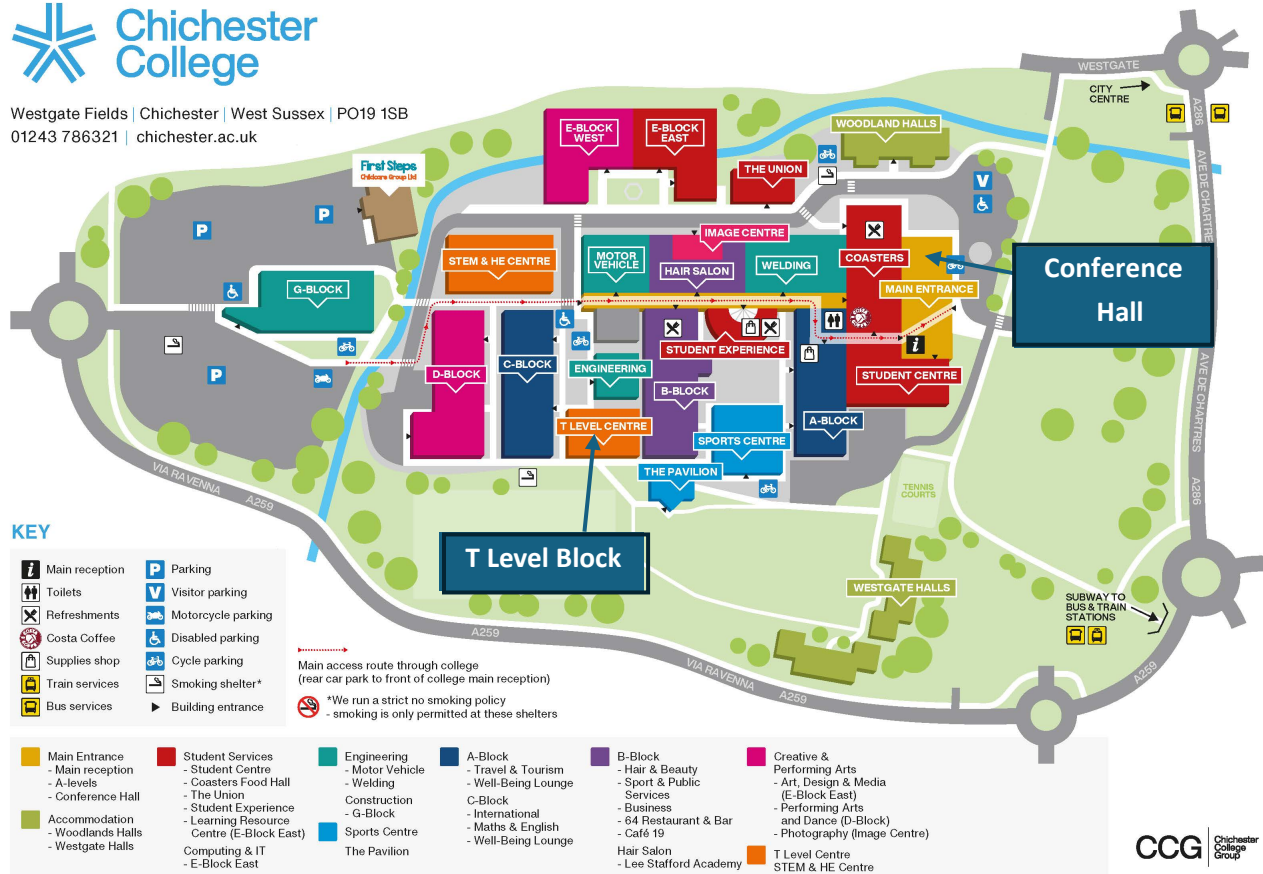 Chichester
College
Westgate Fields | Chichester | West Sussex | PO19 1SB
01243 786321 | chichester.ac.uk
WESTGATE
CITY
CENTRE
A286
AVE DE CHARTRES
E-BLOCK
WEST
E-BLOCK
EAST
WOODLAND HALLS
THE UNION
First Steps
Childcare Group Ltd
P
P
V
IMAGE CENTRE
STEM & HE CENTRE
MOTOR
VEHICLE
HAIR SALON
WELDING
COASTERS
MAIN ENTRANCE
Conference
Hall
G-BLOCK
STUDENT EXPERIENCE
i
P
D-BLOCK
C-BLOCK
ENGINEERING
B-BLOCK
STUDENT CENTRE
AVE DE CHARTRES
A286
T LEVEL CENTRE
SPORTS CENTRE
A-BLOCK
THE PAVILION
TENNIS
COURTS
VIA RAVENNA
A259
T Level Block
WESTGATE HALLS
SUBWAY TO
BUS & TRAIN
STATIONS
A259
VIA RAVENNA
A259
A259
KEY
i Main reception
Toilets
Refreshments
Costa Coffee
Supplies shop
Train services
Bus services
P Parking
V Visitor parking
Motorcycle parking
Disabled parking
Cycle parking
Smoking shelter*
Building entrance
Main access route through college
(rear car park to front of college main reception)
*We run a strict no smoking policy
- smoking is only permitted at these shelters
Main Entrance
- Main reception
- A-levels
- Conference Hall
Accommodation
- Woodlands Halls
- Westgate Halls
Student Services
- Student Centre
- Coasters Food Hall
- The Union
- Student Experience
- Learning Resource
Centre (E-Block East)
Computing & IT
- E-Block East
Engineering
- Motor Vehicle
- Welding
Construction
- G-Block
Sports Centre
The Pavilion
A-Block
- Travel & Tourism
- Well-Being Lounge
C-Block
- International
- Maths & English
- Well-Being Lounge
B-Block
- Hair & Beauty
- Sport & Public
Services
- Business
- 64 Restaurant & Bar
- Café 19
Hair Salon
- Lee Stafford Academy
Creative &
Performing Arts
- Art, Design & Media
(E-Block East)
- Performing Arts
and Dance (D-Block)
- Photography (Image Centre)
T Level Centre
STEM & HE Centre
CCG
Chichester
College
Group